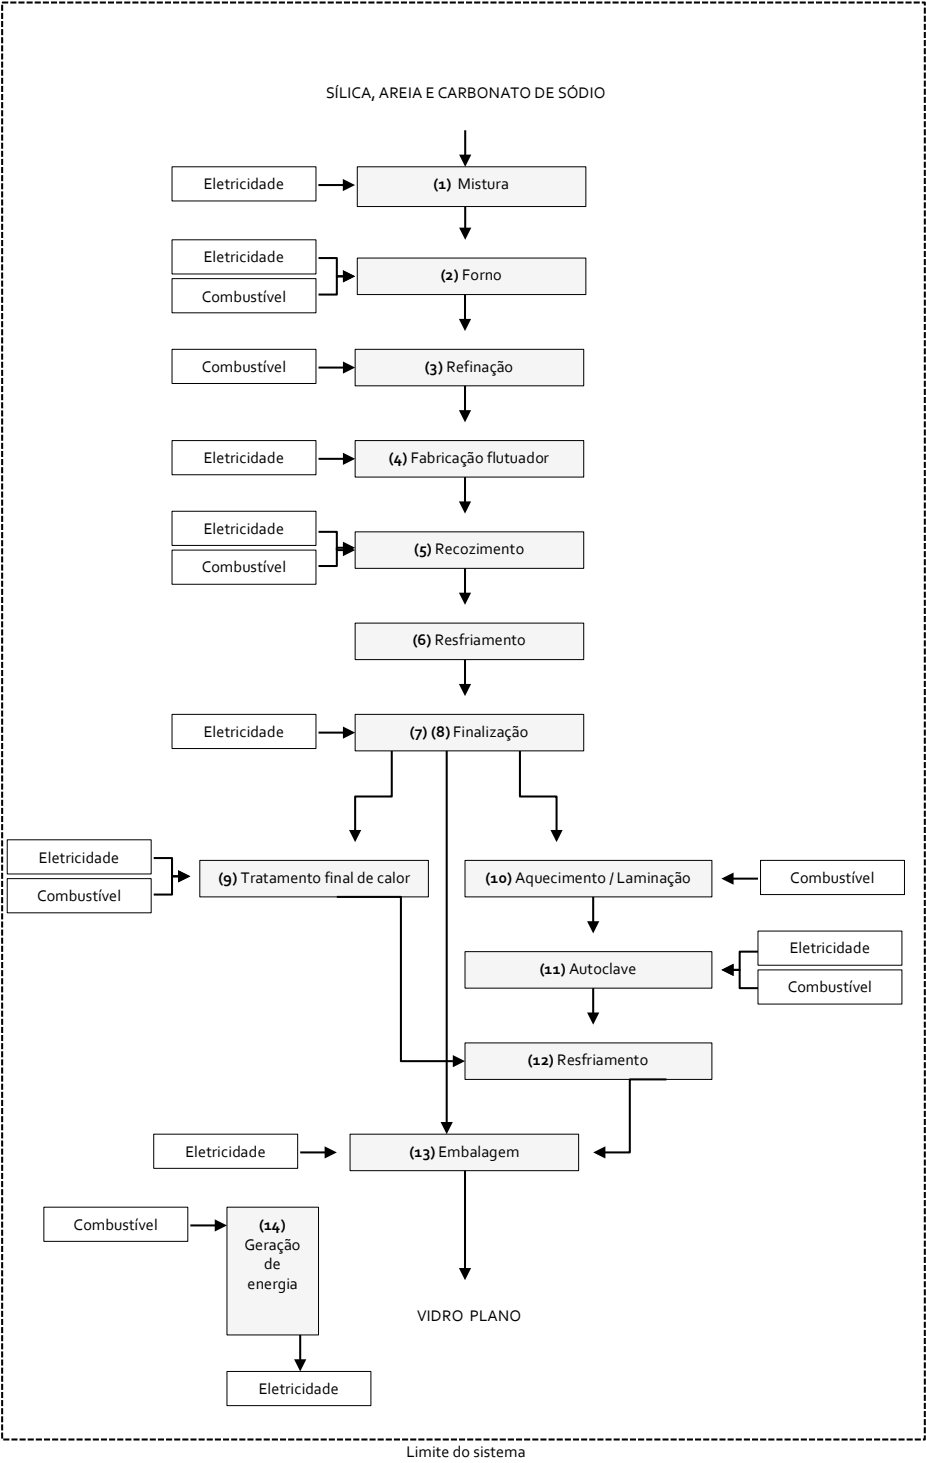 SÍLICA, AREIA E CARBONATO DE SÓDIO
Eletricidade
(1) Mistura
Eletricidade
Combustível
(2) Forno
Combustível
(3) Refinação
Eletricidade
(4) Fabricação flutuador
Eletricidade
Combustível
(5) Recozimento
(6) Resfriamento
Eletricidade
(7) (8) Finalização
Eletricidade
Combustível
(9) Tratamento final de calor
(10) Aquecimento / Laminação
Combustível
(11) Autoclave
Eletricidade
Combustível
(12) Resfriamento
Eletricidade
(13) Embalagem
Combustível
(14)
Geração
de
energia
VIDRO PLANO
Eletricidade
Limite do sistema